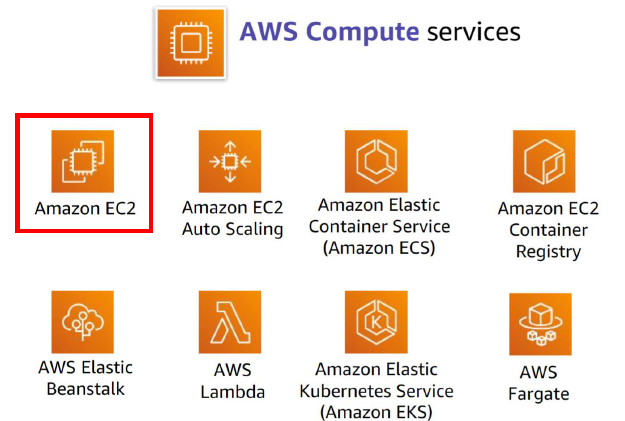 AWS Compute services
Amazon EC2
Amazon EC2
Auto Scaling
Amazon Elastic
Container Service
(Amazon ECS)
Amazon EC2
Container
Registry
AWS Elastic
Beanstalk
AWS
Lambda
K
Amazon Elastic
Kubernetes Service
(Amazon EKS)
AWS
Fargate